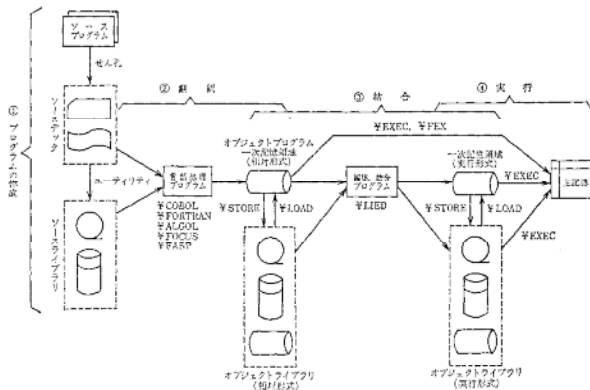 ① プログラムの作成
ソース
プログラム
せん孔
ソースデック
ユーティリティ
ソースライブラリ
② 翻訳
言語処理
プログラム
¥COBOL
¥FORTRAN
¥ALGOL
¥FOCUS
¥FASP
③ 結合
オブジェクトプログラム
一次記憶領域
(相対形式)
¥STORE
¥LOAD
オブジェクトライブラリ
(相対形式)
¥EXEC, ¥FEX
編集, 結合
プログラム
¥LIED
④ 実行
一次記憶領域
(実行形式)
¥EXEC
¥STORE
¥LOAD
¥EXEC
オブジェクトライブラリ
(実行形式)
主記憶